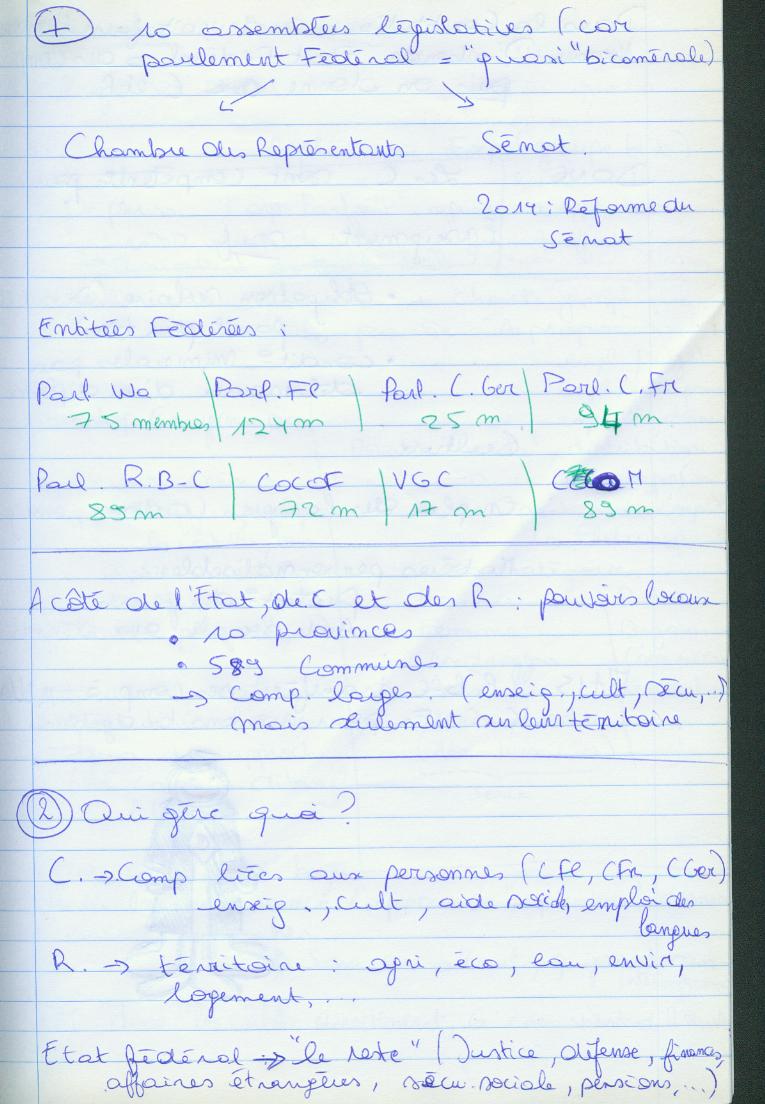 + 10 assemblées législatives (car
parlement Fédéral = "quasi" bicamérale)
Chambre des Représentants Sénat.
2014 : Réforme du
Sénat
Entitées Fédérées :
Parl Wa | Parl. Fl | Parl. C. Ger | Parl. C. Fr
75 membres | 124 m | 25 m | 94 m
Parl. R.B-C | COCOF | VGC | C M
89 m | 72 m | 17 m | 89 m
A côté de l'État, de C et des R : pouvoirs locaux
• 10 provinces
• 589 Communes
→ Comp. larges. (enseig., cult, sécu,..)
mais seulement sur leur térritoire
2 Qui gère quoi ?
C. → Comp liées aux personnes (CFl, CFr, CGer)
enseig., cult, aide sociale, emploi des
langues
R. → térritoire : agri, éco, eau, envir,
logement, ...
Etat fédéral → "le reste" (Justice, défense, finances,
affaires étrangères, sécu. sociale, pensions, ...)